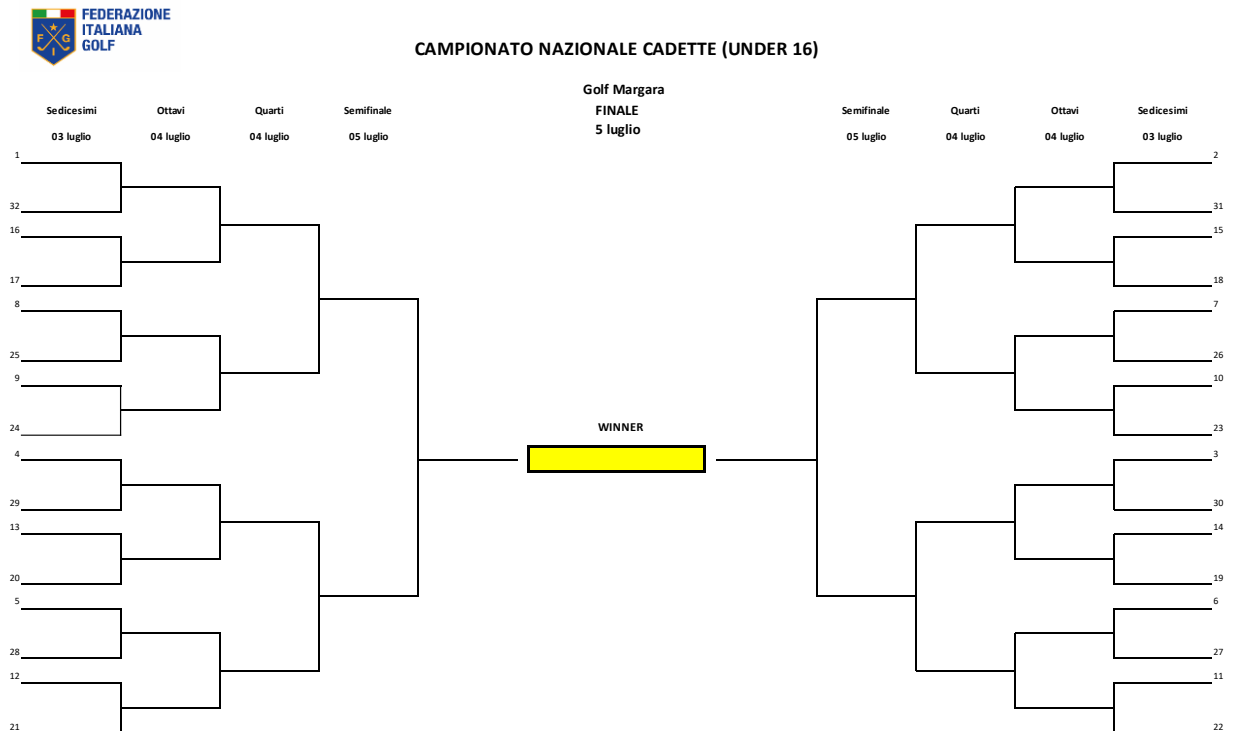 FEDERAZIONE
ITALIANA
GOLF
F G
I
CAMPIONATO NAZIONALE CADETTE (UNDER 16)
Golf Margara
FINALE
5 luglio
Sedicesimi Ottavi Quarti Semifinale Semifinale Quarti Ottavi Sedicesimi
03 luglio 04 luglio 04 luglio 05 luglio 05 luglio 04 luglio 04 luglio 03 luglio
1 2
32 31
16 15
17 18
8 7
25 26
9 10
24 23
WINNER
4 3
29 30
13 14
20 19
5 6
28 27
12 11
21 22